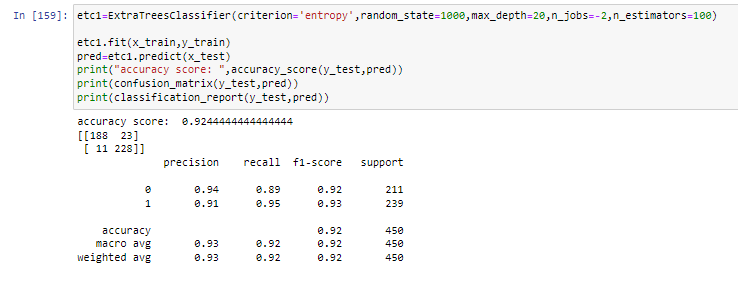 In [159]: etc1=ExtraTreesClassifier(criterion='entropy',random_state=1000,max_depth=20,n_jobs=-2,n_estimators=100)
etc1.fit(x_train,y_train)
pred=etc1.predict(x_test)
print("accuracy score: ",accuracy_score(y_test,pred))
print(confusion_matrix(y_test,pred))
print(classification_report(y_test,pred))
accuracy score:  0.9244444444444444
[[188  23]
 [ 11 228]]
              precision    recall  f1-score   support
           0       0.94      0.89      0.92       211
           1       0.91      0.95      0.93       239
    accuracy                           0.92       450
   macro avg       0.93      0.92      0.92       450
weighted avg       0.93      0.92      0.92       450